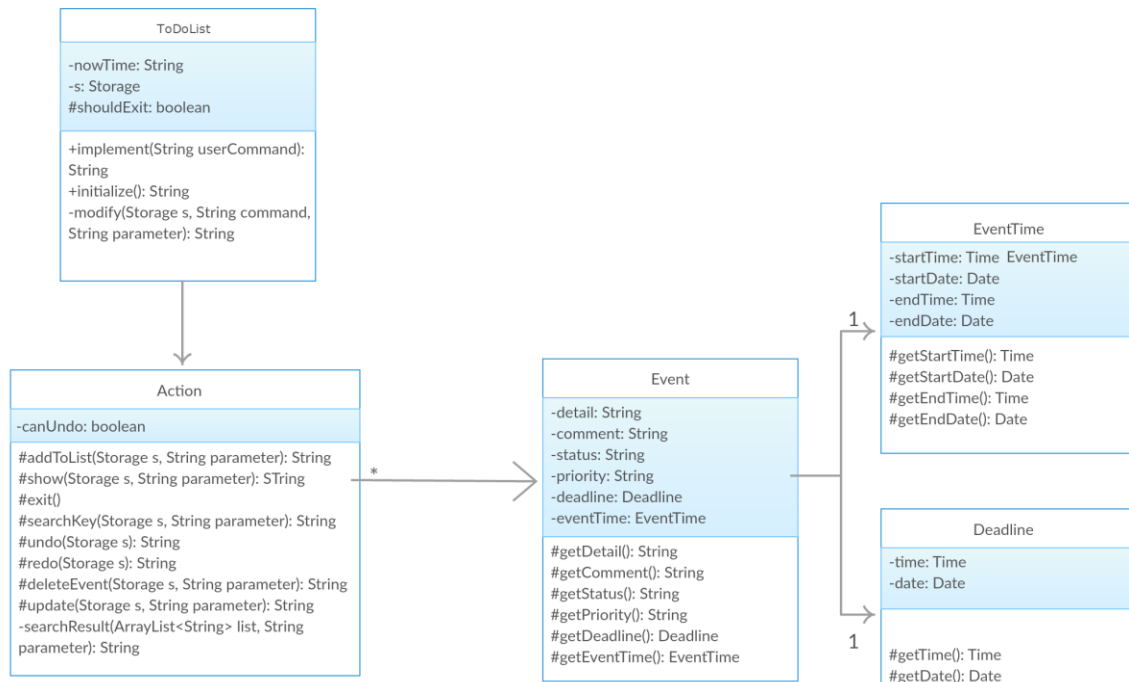 ToDoList
-nowTime: String
-s: Storage
#shouldExit: boolean
+implement(String userCommand):
String
+initialize(): String
-modify(Storage s, String command,
String parameter): String
Action
-canUndo: boolean
#addToList(Storage s, String parameter): String
#show(Storage s, String parameter): STring
#exit()
#searchKey(Storage s, String parameter): String
#undo(Storage s): String
#redo(Storage s): String
#deleteEvent(Storage s, String parameter): String
#update(Storage s, String parameter): String
-searchResult(ArrayList<String> list, String
parameter): String
*
Event
-detail: String
-comment: String
-status: String
-priority: String
-deadline: Deadline
-eventTime: EventTime
#getDetail(): String
#getComment(): String
#getStatus(): String
#getPriority(): String
#getDeadline(): Deadline
#getEventTime(): EventTime
1
EventTime
-startTime: Time EventTime
-startDate: Date
-endTime: Time
-endDate: Date
#getStartTime(): Time
#getStartDate(): Date
#getEndTime(): Time
#getEndDate(): Date
1
Deadline
-time: Time
-date: Date
#getTime(): Time
#getDate(): Date